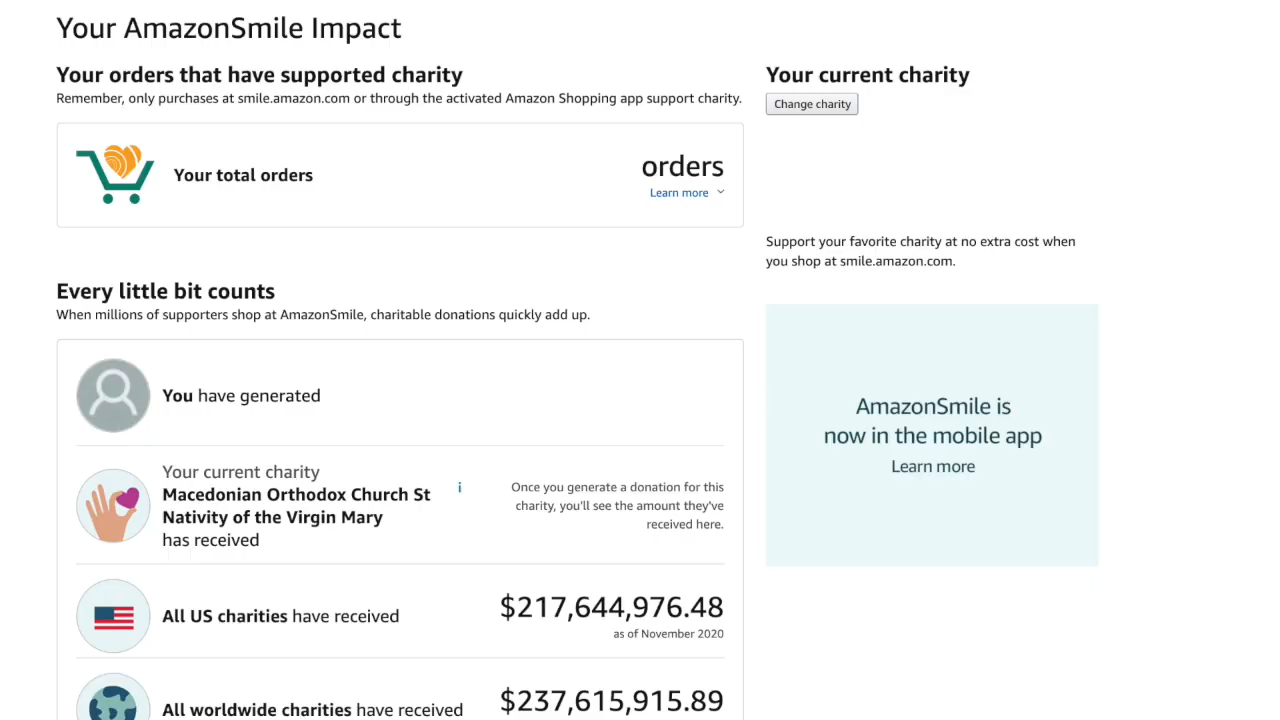 Your AmazonSmile Impact
Your orders that have supported charity
Remember, only purchases at smile.amazon.com or through the activated Amazon Shopping app support charity.
Your total orders
orders
Learn more
Every little bit counts
When millions of supporters shop at AmazonSmile, charitable donations quickly add up.
You have generated
Your current charity
Macedonian Orthodox Church St
Nativity of the Virgin Mary
has received
i
Once you generate a donation for this
charity, you'll see the amount they've
received here.
All US charities have received
$217,644,976.48
as of November 2020
All worldwide charities have received
$237,615,915.89
Your current charity
Change charity
Support your favorite charity at no extra cost when
you shop at smile.amazon.com.
AmazonSmile is
now in the mobile app
Learn more